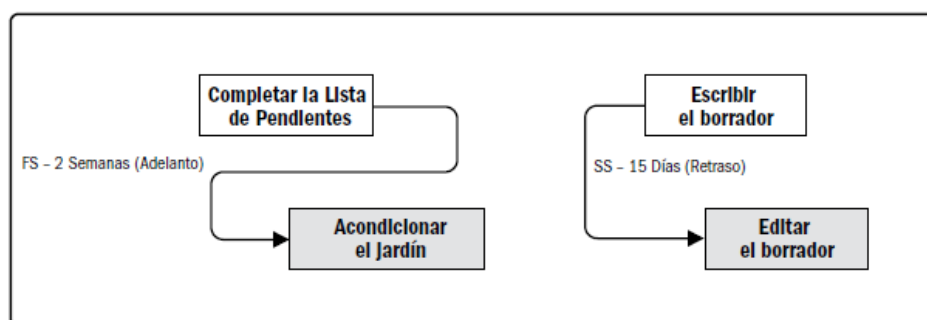 Completar la Lista
de Pendientes
FS – 2 Semanas (Adelanto)
Acondicionar
el jardín
Escribir
el borrador
SS – 15 Días (Retraso)
Editar
el borrador